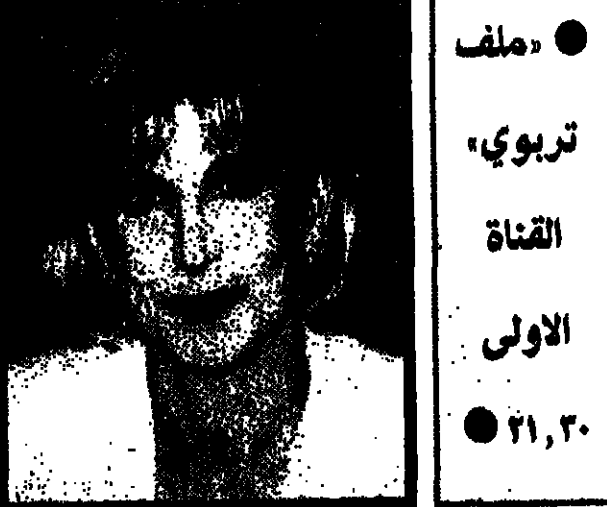 ● «ملف
تربوي»
القناة
الاولى
● ٢١,٣٠